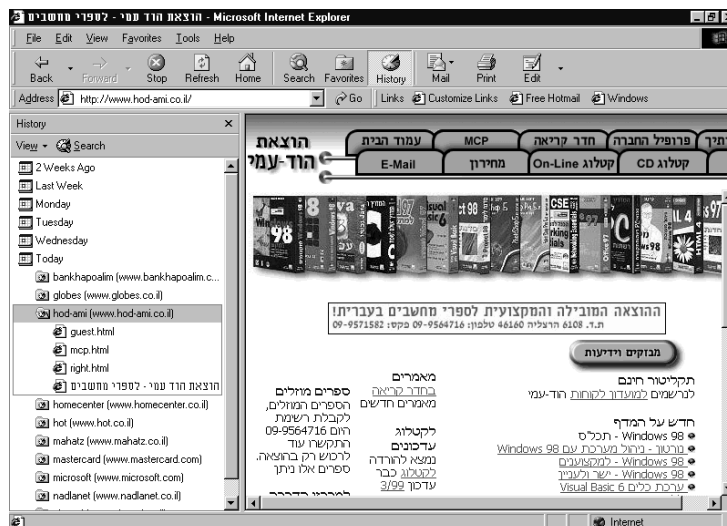 הוצאת הוד עמי - לספרי מחשבים - Microsoft Internet Explorer
File Edit View Favorites Tools Help
Back Forward Stop Refresh Home Search Favorites History Mail Print Edit
Address http://www.hod-ami.co.il/ Go Links Customize Links Free Hotmail Windows
History
View Search
2 Weeks Ago
Last Week
Monday
Tuesday
Wednesday
Today
bankhapoalim (www.bankhapoalim.c...
globes (www.globes.co.il)
hod-ami (www.hod-ami.co.il)
guest.html
mcp.html
right.html
הוצאת הוד עמי - לספרי מחשבים
homecenter (www.homecenter.co.il)
hot (www.hot.co.il)
mahatz (www.mahatz.co.il)
mastercard (www.mastercard.com)
microsoft (www.microsoft.com)
nadlanet (www.nadlanet.co.il)
הוצאת
הוד-עמי
עמוד הבית MCP חדר קריאה פרופיל החברה
E-Mail מחירון קטלוג On-Line קטלוג CD
ההוצאה המובילה והמקצועית לספרי מחשבים בעברית!
ת.ד. 6108 הרצליה 46160 טלפון: 09-9564716 פקס: 09-9571582
מבזקים וידיעות
תקליטור חינם
לנרשמים למועדון לקוחות הוד-עמי
חדש על המדף
Windows 98 - תכל'ס
נורטון - ניהול מערכת עם Windows 98
Windows 98 - למקצוענים
Windows 98 - ישר ולעניין
ערכת כלים Visual Basic 6
מאמרים
בחדר קריאה
מאמרים חדשים
לקטלוג
עדכונים
נמצא להורדה
לקטלוג כבר
עדכון 3/99
ספרים מוזלים
הספרים המוזלים,
לקבלת רשימת
היום 09-9564716
התקשרו עוד
לרכוש רק בהוצאה.
ספרים אלו ניתן
Internet